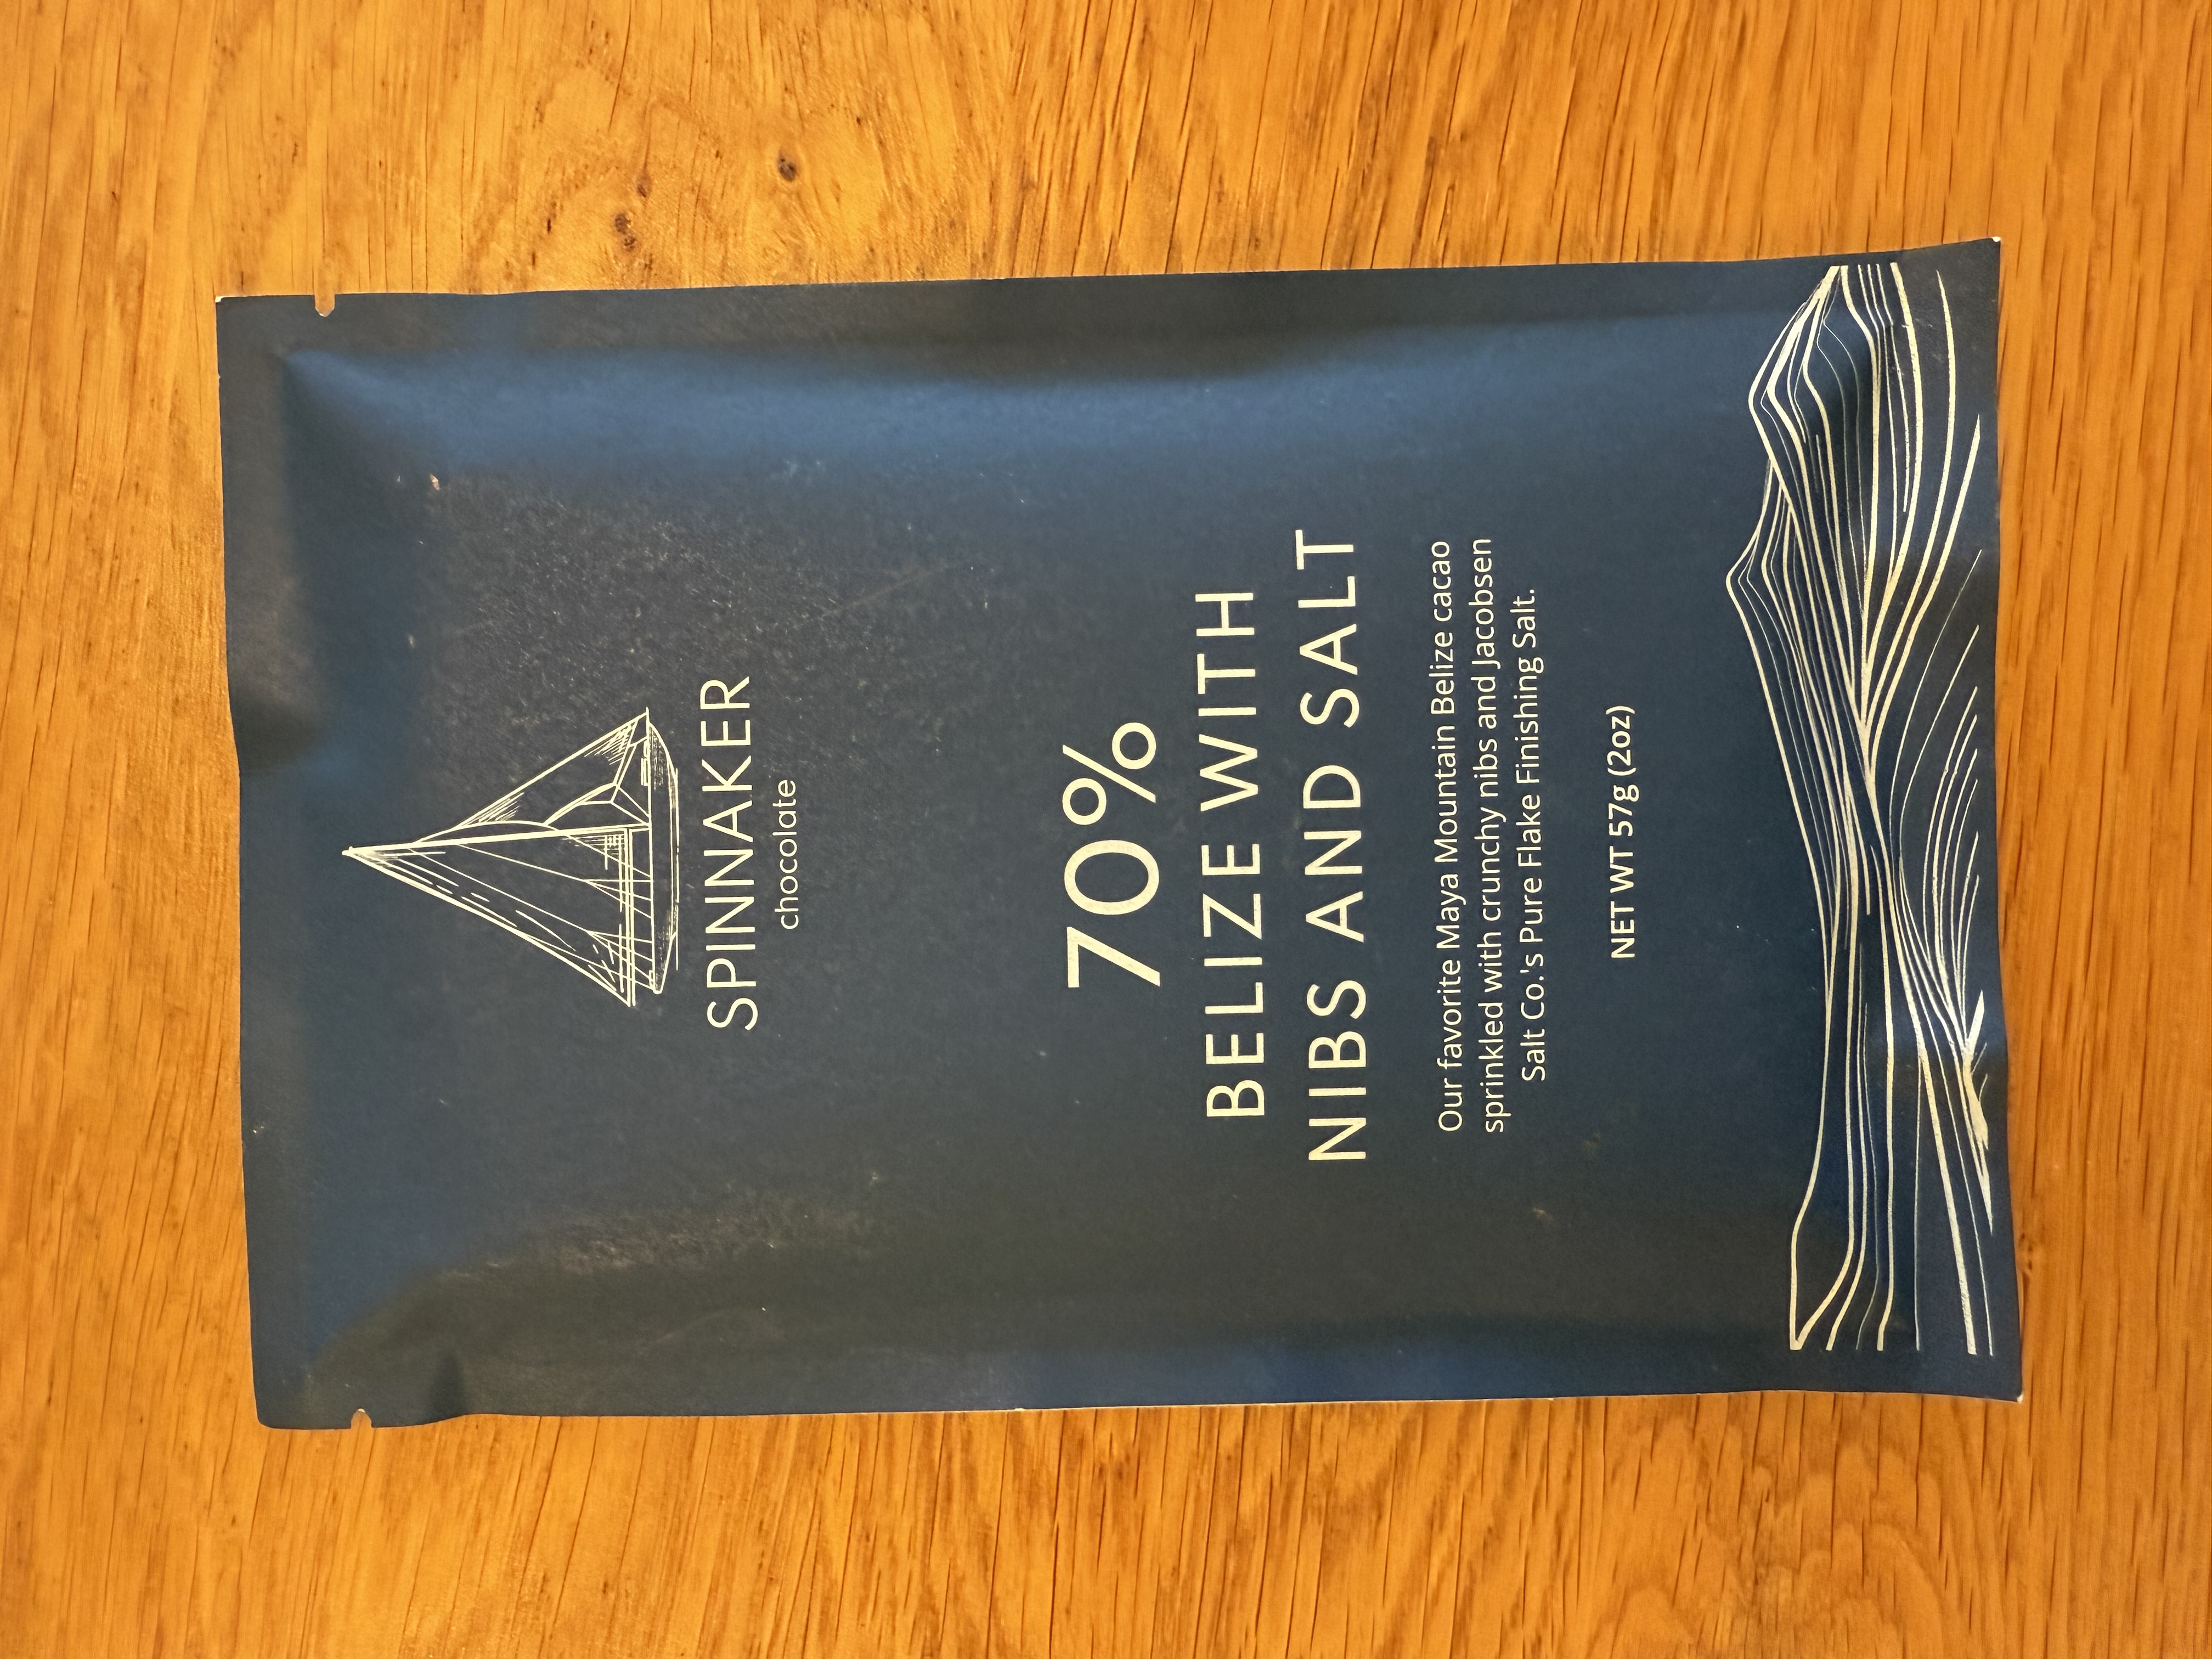 SPINNAKER
chocolate
70%
BELIZE WITH
NIBS AND SALT
Our favorite Maya Mountain Belize cacao
sprinkled with crunchy nibs and Jacobsen
Salt Co.'s Pure Flake Finishing Salt.
NET WT 57g (2oz)